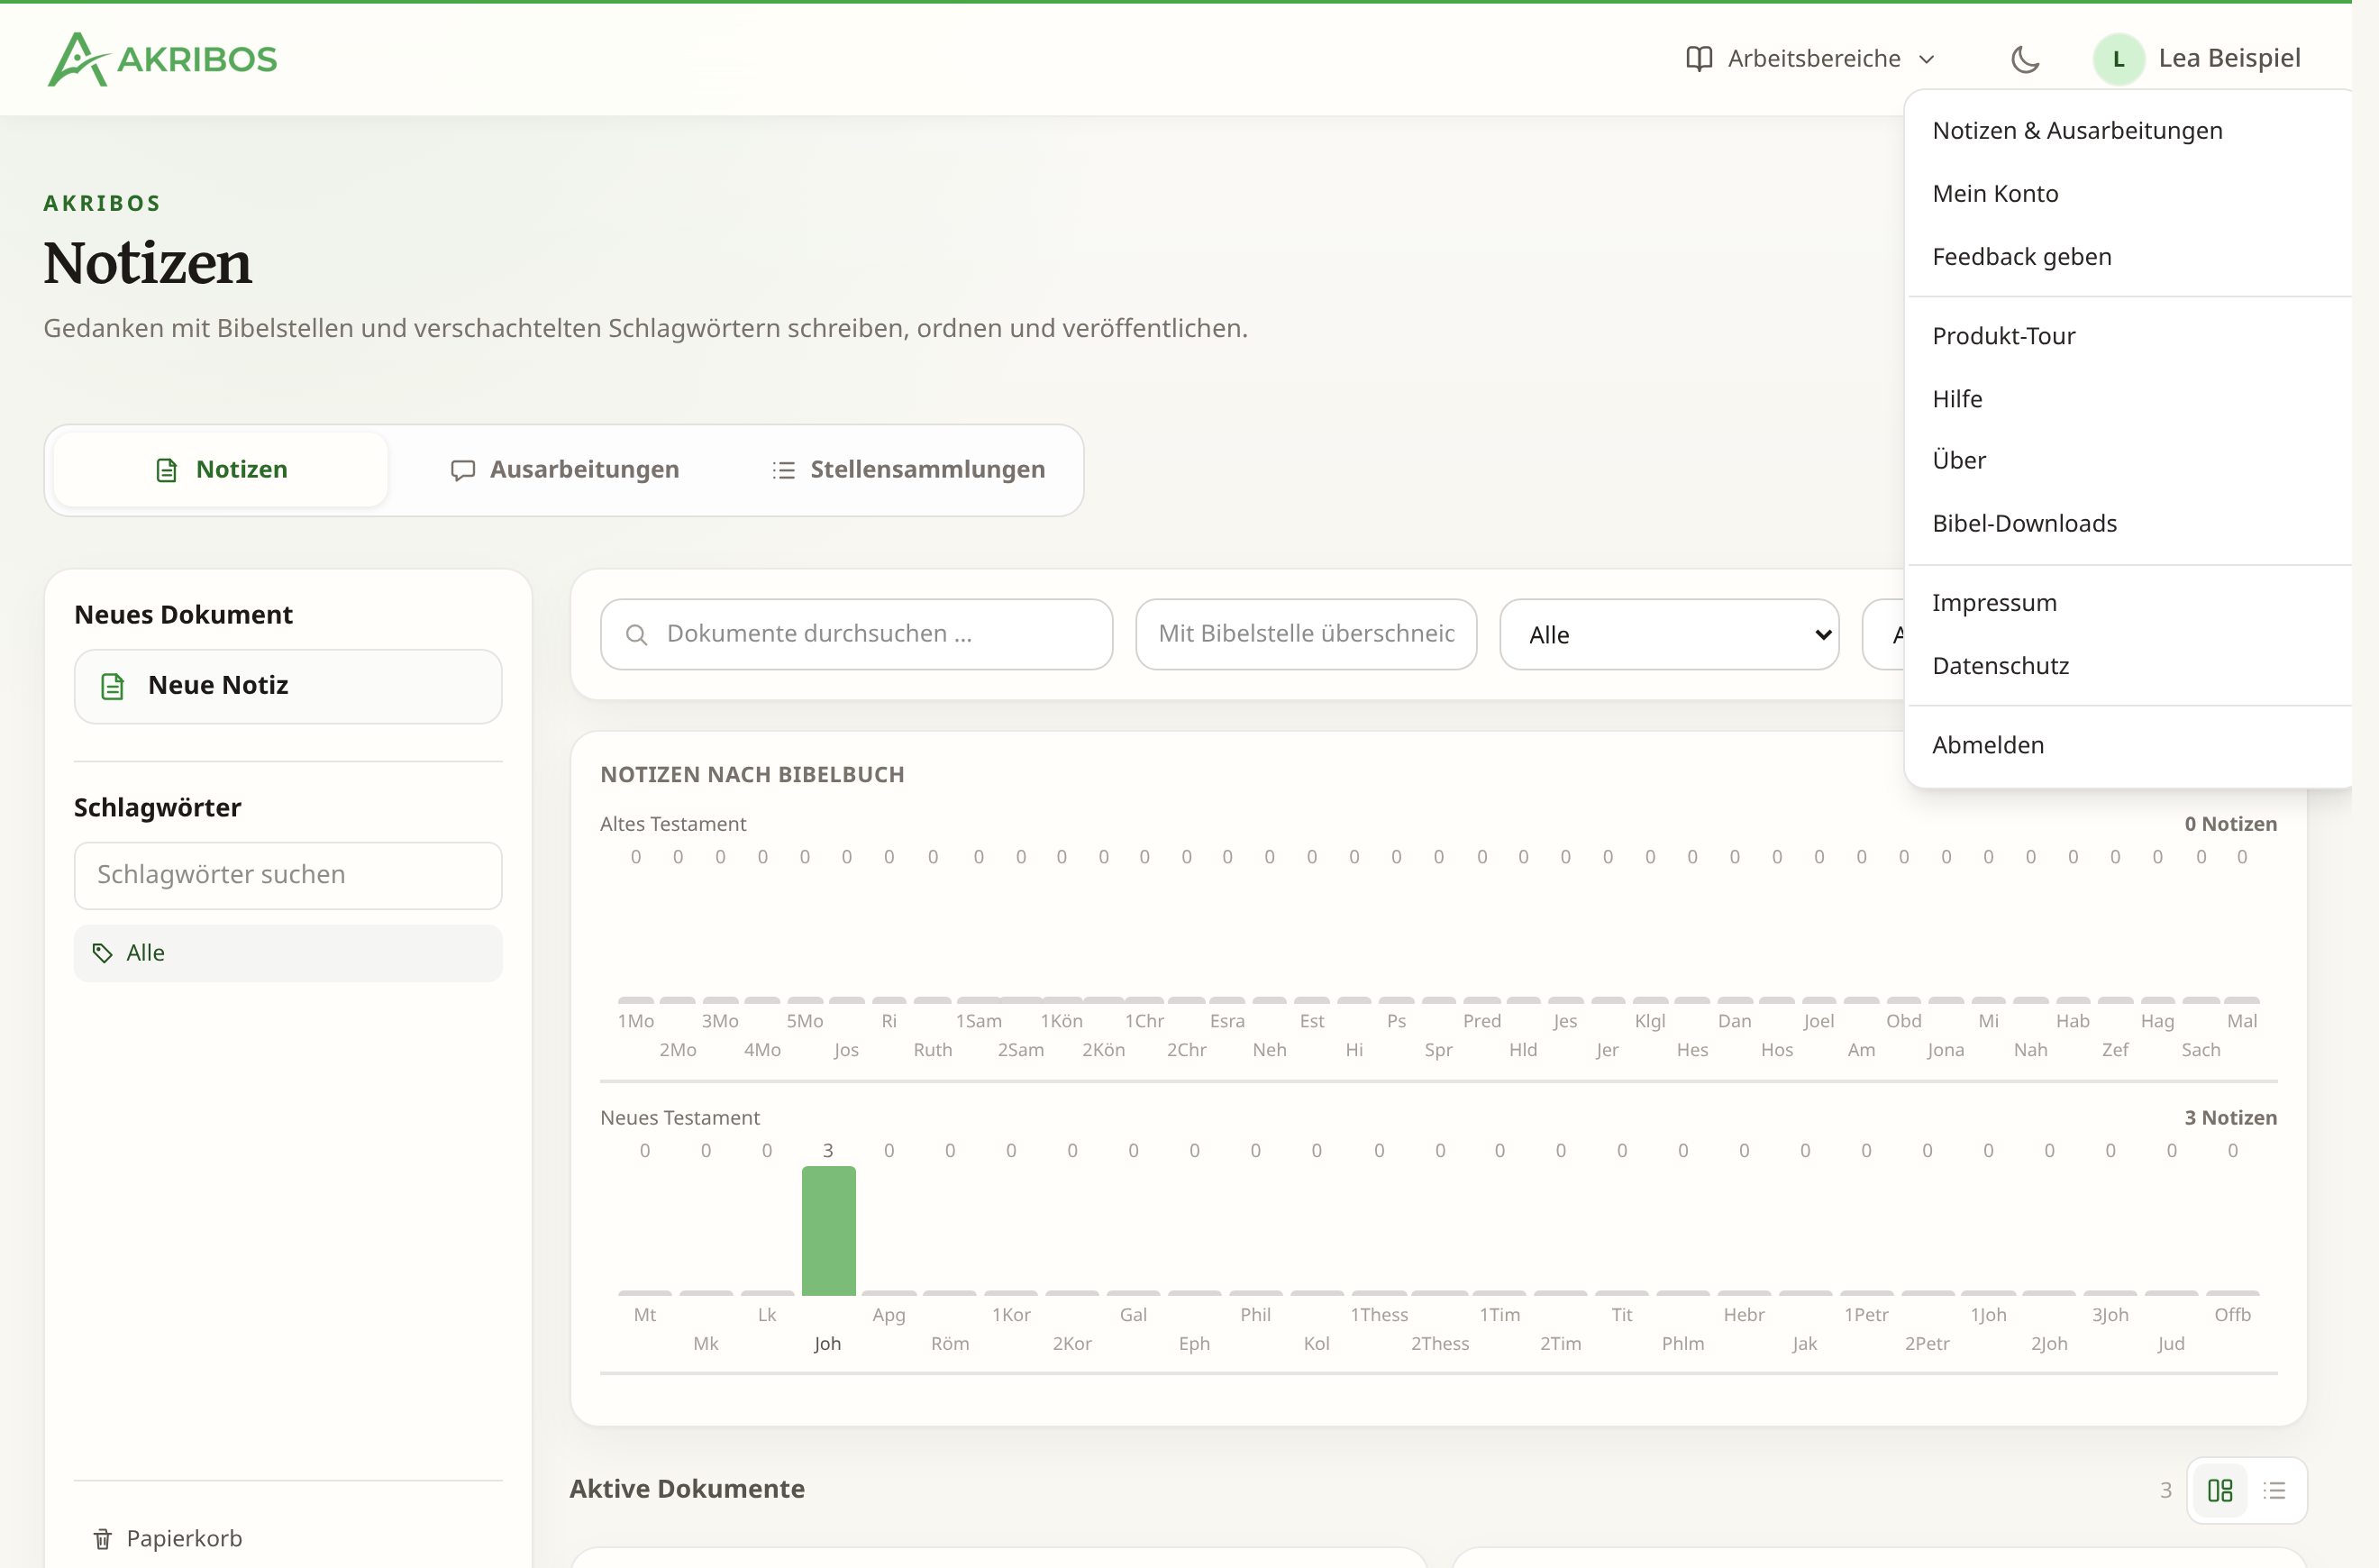 AKRIBOS
Arbeitsbereiche
L
Lea Beispiel
Notizen & Ausarbeitungen
Mein Konto
Feedback geben
Produkt-Tour
Hilfe
Über
Bibel-Downloads
Impressum
Datenschutz
Abmelden
AKRIBOS
Notizen
Gedanken mit Bibelstellen und verschachtelten Schlagwörtern schreiben, ordnen und veröffentlichen.
Notizen Ausarbeitungen Stellensammlungen
Neues Dokument
Neue Notiz
Schlagwörter
Schlagwörter suchen
Alle
Papierkorb
Dokumente durchsuchen ... Mit Bibelstelle überschneid Alle
NOTIZEN NACH BIBELBUCH
Altes Testament 0 Notizen
0 0 0 0 0 0 0 0 0 0 0 0 0 0 0 0 0 0 0 0 0 0 0 0 0 0 0 0 0 0 0 0 0 0 0 0 0 0 0
1Mo 3Mo 5Mo Ri 1Sam 1Kön 1Chr Esra Est Ps Pred Jes Klgl Dan Joel Obd Mi Hab Hag Mal
2Mo 4Mo Jos Ruth 2Sam 2Kön 2Chr Neh Hi Spr Hld Jer Hes Hos Am Jona Nah Zef Sach
Neues Testament 3 Notizen
0 0 0 3 0 0 0 0 0 0 0 0 0 0 0 0 0 0 0 0 0 0 0 0 0 0 0
Mt Lk Apg 1Kor Gal Phil 1Thess 1Tim Tit Hebr 1Petr 1Joh 3Joh Offb
Mk Joh Röm 2Kor Eph Kol 2Thess 2Tim Phlm Jak 2Petr 2Joh Jud
Aktive Dokumente 3